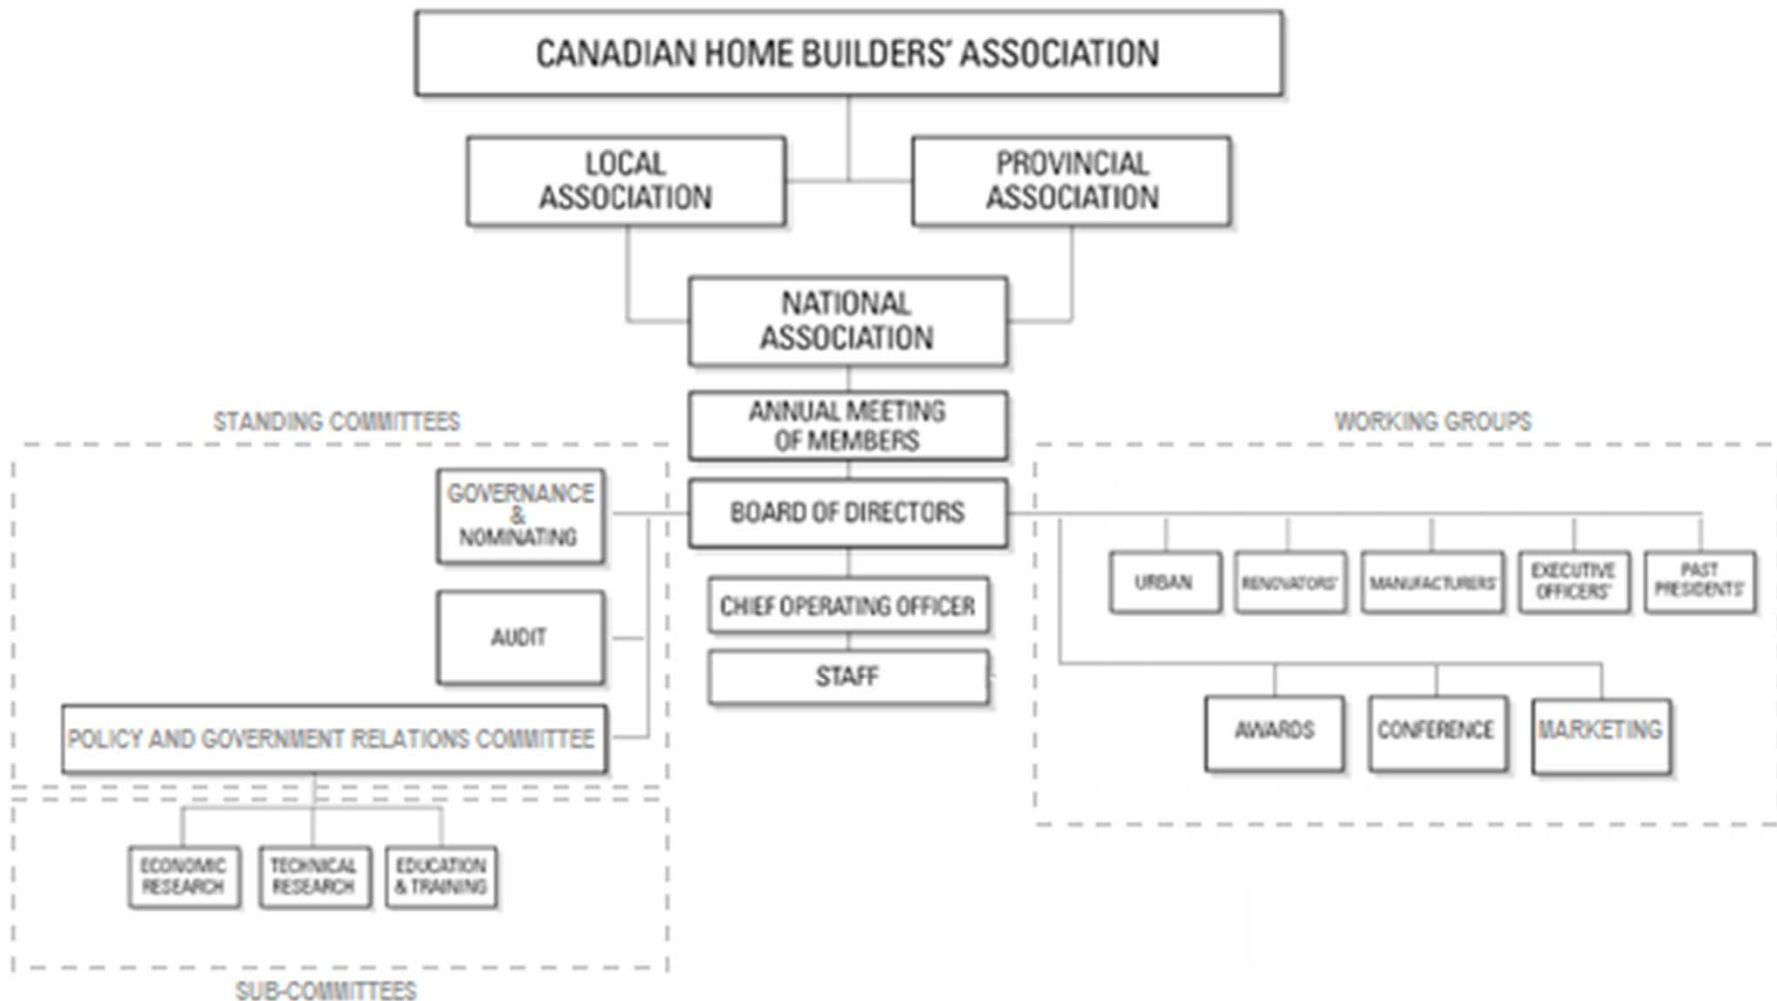 CANADIAN HOME BUILDERS' ASSOCIATION
LOCAL
ASSOCIATION
PROVINCIAL
ASSOCIATION
NATIONAL
ASSOCIATION
ANNUAL MEETING
OF MEMBERS
STANDING COMMITTEES
WORKING GROUPS
GOVERNANCE
&
NOMINATING
BOARD OF DIRECTORS
URBAN
RENOVATORS'
MANUFACTURERS'
EXECUTIVE
OFFICERS'
PAST
PRESIDENTS'
CHIEF OPERATING OFFICER
AUDIT
STAFF
POLICY AND GOVERNMENT RELATIONS COMMITTEE
AWARDS
CONFERENCE
MARKETING
ECONOMIC
RESEARCH
TECHNICAL
RESEARCH
EDUCATION
& TRAINING
SUB-COMMITTEES